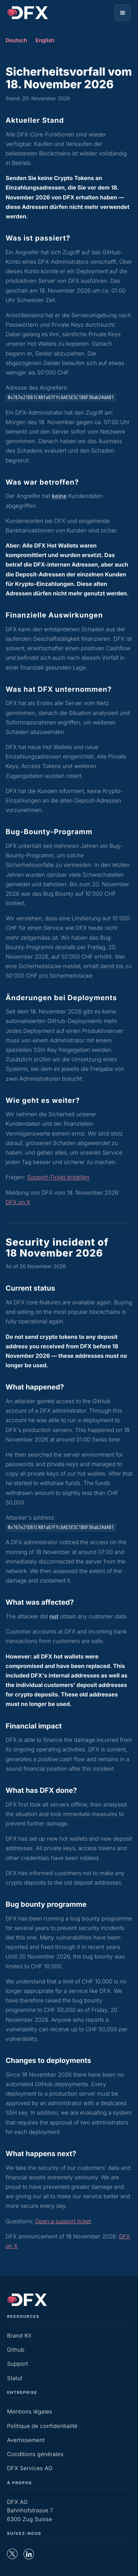 DFX
Deutsch English
Sicherheitsvorfall vom
18. November 2026
Stand: 20. November 2026
Aktueller Stand
Alle DFX-Core-Funktionen sind wieder
verfügbar. Kaufen und Verkaufen der
beliebtesten Blockchains ist wieder vollständig
in Betrieb.
Senden Sie keine Crypto Tokens an
Einzahlungsadressen, die Sie vor dem 18.
November 2026 von DFX erhalten haben —
diese Adressen dürfen nicht mehr verwendet
werden.
Was ist passiert?
Ein Angreifer hat sich Zugriff auf das GitHub-
Konto eines DFX-Administrators verschafft. Über
dieses Konto konnte er ein Deployment auf den
produktiven Server von DFX ausführen. Das
geschah am 18. November 2026 um ca. 01:00
Uhr Schweizer Zeit.
Anschliessend hat er die Serverumgebung nach
Passwörtern und Private Keys durchsucht.
Dabei gelang es ihm, sämtliche Private Keys
unserer Hot Wallets zu kopieren. Danach
begann er, Gelder abzuziehen. Die
abgezogenen Gelder belaufen sich auf etwas
weniger als 50'000 CHF.
Adresse des Angreifers:
Ein DFX-Administrator hat den Zugriff am
Morgen des 18. November gegen ca. 07:00 Uhr
bemerkt und den Server sofort vom Netz
genommen. Danach haben wir das Ausmass
des Schadens evaluiert und den Schaden
begrenzt.
Was war betroffen?
Der Angreifer hat keine Kundendaten
abgegriffen.
Kundenkonten bei DFX und eingehende
Banktransaktionen von Kunden sind sicher.
Aber: Alle DFX Hot Wallets waren
kompromittiert und wurden ersetzt. Das
betraf die DFX-internen Adressen, aber auch
die Deposit-Adressen der einzelnen Kunden
für Krypto-Einzahlungen. Diese alten
Adressen dürfen nicht mehr genutzt werden.
Finanzielle Auswirkungen
DFX kann den entstandenen Schaden aus der
laufenden Geschäftstätigkeit finanzieren. DFX ist
solvent, erwirtschaftet einen positiven Cashflow
und befindet sich auch nach diesem Vorfall in
einer finanziell gesunden Lage.
Was hat DFX unternommen?
DFX hat als Erstes alle Server vom Netz
genommen, danach die Situation analysiert und
Sofortmassnahmen ergriffen, um weiteren
Schaden abzuwenden.
DFX hat neue Hot Wallets und neue
Einzahlungsadressen eingerichtet. Alle Private
Keys, Access Tokens und weiteren
Zugangsdaten wurden rotiert.
DFX hat die Kunden informiert, keine Krypto-
Einzahlungen an die alten Deposit-Adressen
vorzunehmen.
Bug-Bounty-Programm
DFX unterhält seit mehreren Jahren ein Bug-
Bounty-Programm, um solche
Sicherheitsvorfälle zu vermeiden. In den letzten
Jahren wurden darüber viele Schwachstellen
gemeldet und behoben. Bis zum 20. November
2026 war das Bug Bounty auf 10'000 CHF
limitiert.
Wir verstehen, dass eine Limitierung auf 10'000
CHF für einen Service wie DFX heute nicht
mehr zeitgemäss ist. Wir haben das Bug-
Bounty-Programm deshalb per Freitag, 20.
November 2026, auf 50'000 CHF erhöht. Wer
eine Sicherheitslücke meldet, erhält damit bis zu
50'000 CHF pro Sicherheitslücke.
Änderungen bei Deployments
Seit dem 18. November 2026 gibt es keine
automatischen GitHub-Deployments mehr.
Jedes Deployment auf einen Produktivserver
muss von einem Administrator mit einem
speziellen SSH-Key freigegeben werden.
Zusätzlich prüfen wir die Einführung eines
Systems, bei dem es jeweils die Freigabe von
zwei Administratoren braucht.
Wie geht es weiter?
Wir nehmen die Sicherheit unserer
Kundendaten und der finanziellen
Vermögenswerte extrem ernst. Wir sind stolz
darauf, grösseren Schaden abgewendet zu
haben, und geben alles, um unseren Service
jeden Tag besser und sicherer zu machen.
Fragen: Support-Ticket erstellen
Meldung von DFX vom 18. November 2026:
DFX on X
Security incident of
18 November 2026
As of 20 November 2026
Current status
All DFX core features are available again. Buying
and selling on the most popular blockchains is
fully operational again.
Do not send crypto tokens to any deposit
address you received from DFX before 18
November 2026 — these addresses must no
longer be used.
What happened?
An attacker gained access to the GitHub
account of a DFX administrator. Through this
account he was able to run a deployment to
DFX's production servers. This happened on 18
November 2026 at around 01:00 Swiss time.
He then searched the server environment for
passwords and private keys and managed to
copy all private keys of our hot wallets. After that
he started to withdraw funds. The funds
withdrawn amount to slightly less than CHF
50,000.
Attacker's address:
A DFX administrator noticed the access on the
morning of 18 November at around 07:00 and
immediately disconnected the server from the
network. Then we assessed the extent of the
damage and contained it.
What was affected?
The attacker did not obtain any customer data.
Customer accounts at DFX and incoming bank
transactions from customers are safe.
However: all DFX hot wallets were
compromised and have been replaced. This
included DFX's internal addresses as well as
the individual customers' deposit addresses
for crypto deposits. These old addresses
must no longer be used.
Financial impact
DFX is able to finance the damage incurred from
its ongoing operating activities. DFX is solvent,
generates a positive cash flow and remains in a
sound financial position after this incident.
What has DFX done?
DFX first took all servers offline, then analysed
the situation and took immediate measures to
prevent further damage.
DFX has set up new hot wallets and new deposit
addresses. All private keys, access tokens and
other credentials have been rotated.
DFX has informed customers not to make any
crypto deposits to the old deposit addresses.
Bug bounty programme
DFX has been running a bug bounty programme
for several years to prevent security incidents
like this one. Many vulnerabilities have been
reported and fixed through it in recent years.
Until 20 November 2026, the bug bounty was
limited to CHF 10,000.
We understand that a limit of CHF 10,000 is no
longer appropriate for a service like DFX. We
have therefore raised the bug bounty
programme to CHF 50,000 as of Friday, 20
November 2026. Anyone who reports a
vulnerability can receive up to CHF 50,000 per
vulnerability.
Changes to deployments
Since 18 November 2026 there have been no
automated GitHub deployments. Every
deployment to a production server must be
approved by an administrator with a dedicated
SSH key. In addition, we are evaluating a system
that requires the approval of two administrators
for each deployment.
What happens next?
We take the security of our customers' data and
financial assets extremely seriously. We are
proud to have prevented greater damage and
are giving our all to make our service better and
more secure every day.
Questions: Open a support ticket
DFX announcement of 18 November 2026: DFX
on X
DFX
RESSOURCES
Brand Kit
Github
Support
Statut
ENTREPRISE
Mentions légales
Politique de confidentialité
Avertissement
Conditions générales
DFX Services AG
À PROPOS
DFX AG
Bahnhofstrasse 7
6300 Zug Suisse
SUIVEZ-NOUS